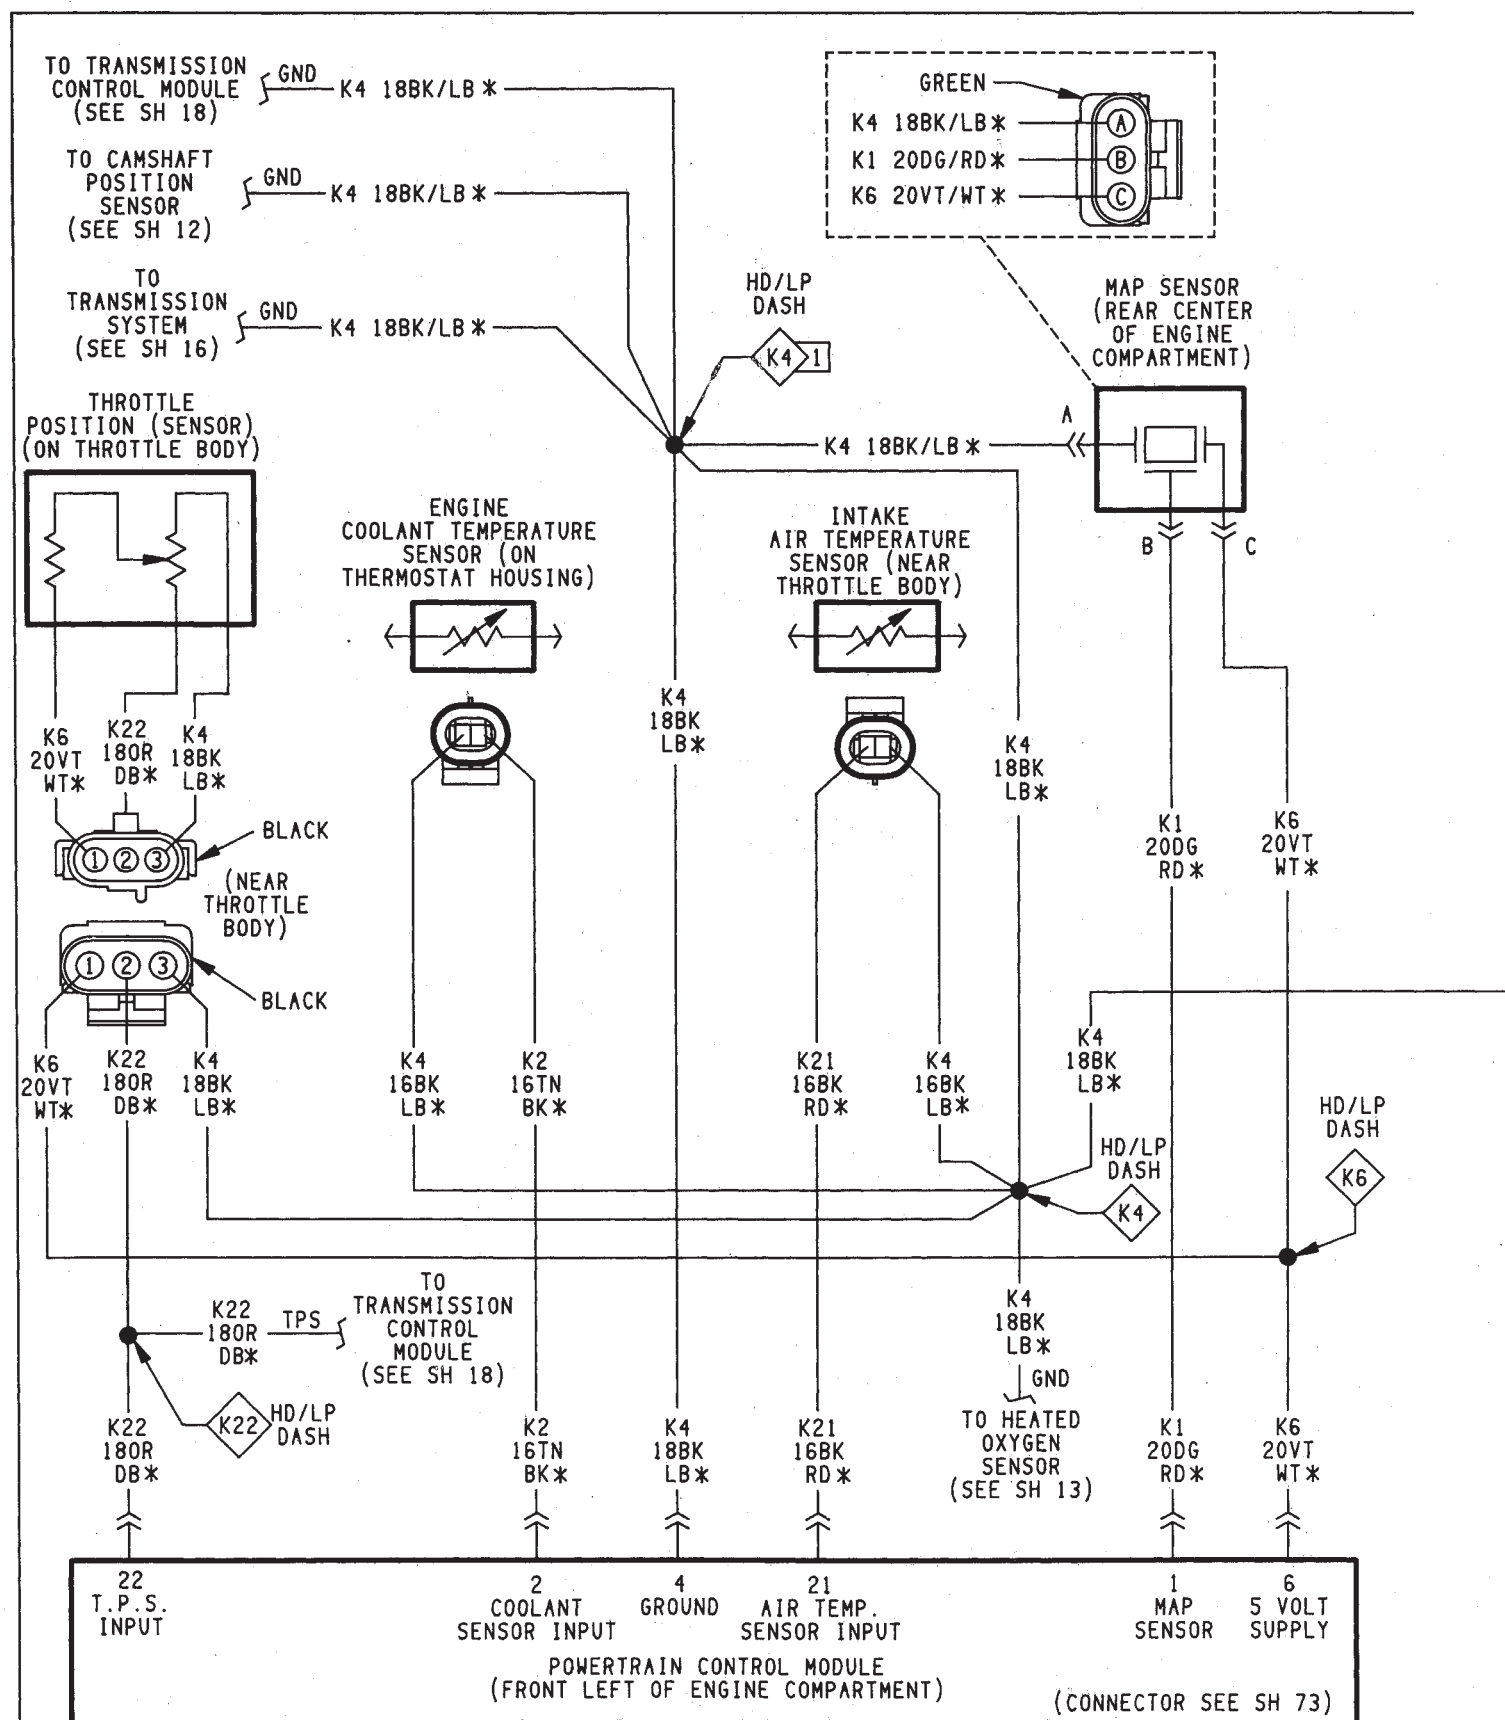 TO TRANSMISSION
CONTROL MODULE
(SEE SH 18)
GND
K4 18BK/LB*
TO CAMSHAFT
POSITION
SENSOR
(SEE SH 12)
GND
K4 18BK/LB*
TO
TRANSMISSION
SYSTEM
(SEE SH 16)
GND
K4 18BK/LB*
GREEN
K4 18BK/LB*
A
K1 20DG/RD*
B
K6 20VT/WT*
C
HD/LP
DASH
K4 1
MAP SENSOR
(REAR CENTER
OF ENGINE
COMPARTMENT)
THROTTLE
POSITION (SENSOR)
(ON THROTTLE BODY)
K4 18BK/LB*
A
B
C
ENGINE
COOLANT TEMPERATURE
SENSOR (ON
THERMOSTAT HOUSING)
INTAKE
AIR TEMPERATURE
SENSOR (NEAR
THROTTLE BODY)
K6
20VT
WT*
K22
18OR
DB*
K4
18BK
LB*
K4
18BK
LB*
K4
18BK
LB*
K1
20DG
RD*
K6
20VT
WT*
1 2 3
BLACK
(NEAR
THROTTLE
BODY)
1 2 3
BLACK
K6
20VT
WT*
K22
18OR
DB*
K4
18BK
LB*
K4
16BK
LB*
K2
16TN
BK*
K21
16BK
RD*
K4
16BK
LB*
K4
18BK
LB*
HD/LP
DASH
K4
HD/LP
DASH
K6
K22
18OR
DB*
TPS
TO
TRANSMISSION
CONTROL
MODULE
(SEE SH 18)
K22
HD/LP
DASH
K4
18BK
LB*
GND
TO HEATED
OXYGEN
SENSOR
(SEE SH 13)
K22
18OR
DB*
K2
16TN
BK*
K4
18BK
LB*
K21
16BK
RD*
K1
20DG
RD*
K6
20VT
WT*
22
T.P.S.
INPUT
2
COOLANT
SENSOR INPUT
4
GROUND
21
AIR TEMP.
SENSOR INPUT
1
MAP
SENSOR
6
5 VOLT
SUPPLY
POWERTRAIN CONTROL MODULE
(FRONT LEFT OF ENGINE COMPARTMENT)
(CONNECTOR SEE SH 73)